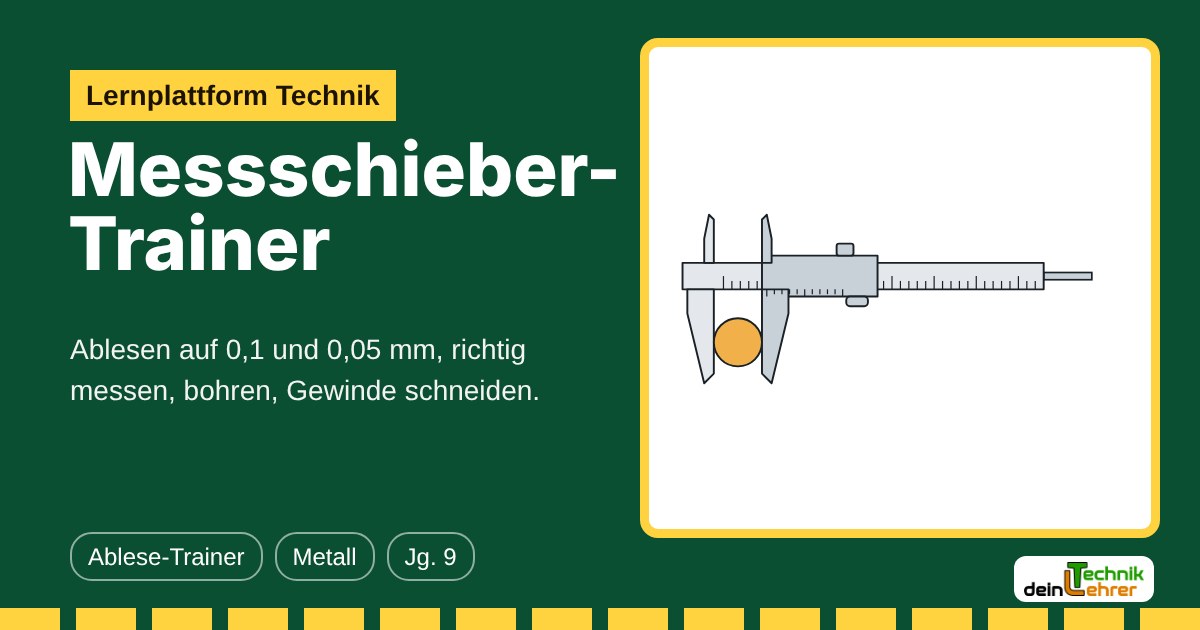 Lernplattform Technik
Messschieber-
Trainer
Ablesen auf 0,1 und 0,05 mm, richtig
messen, bohren, Gewinde schneiden.
Ablese-Trainer
Metall
Jg. 9
dein Technik
Lehrer